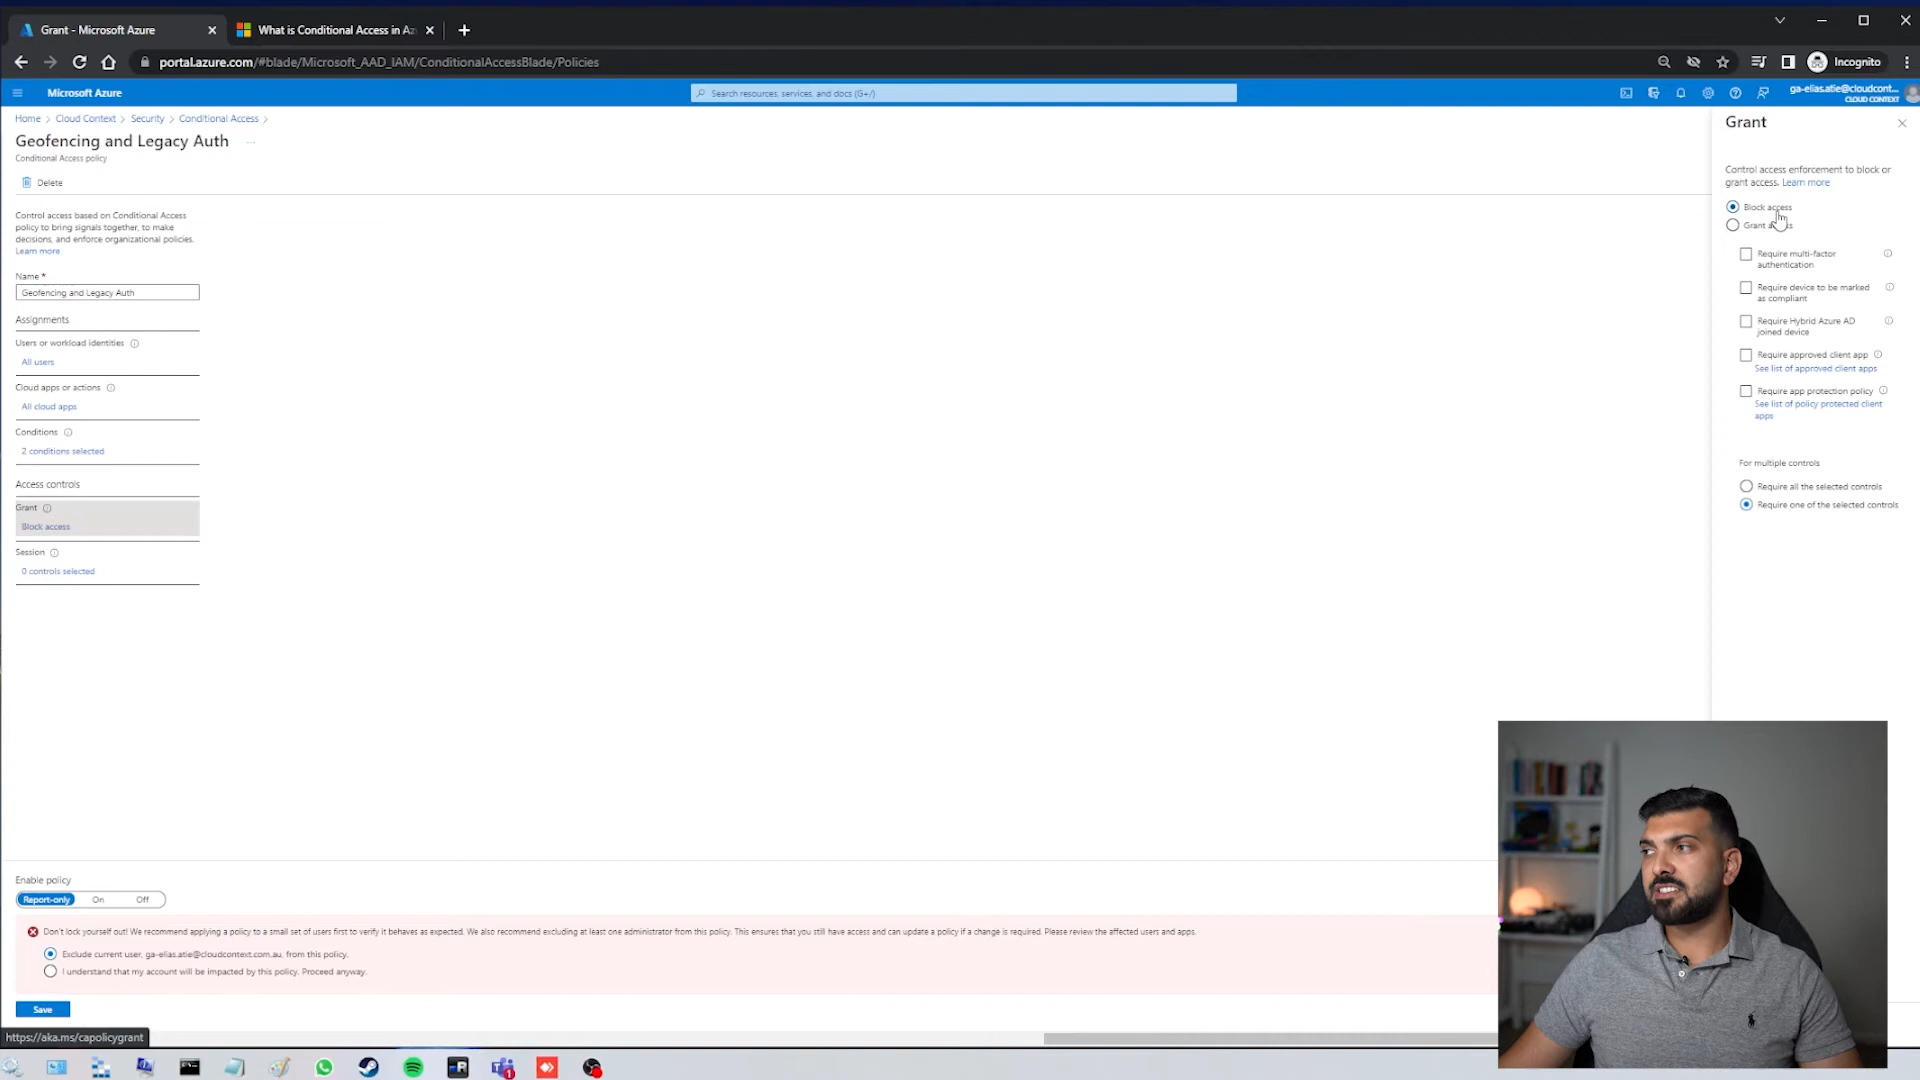 Grant - Microsoft Azure
What is Conditional Access in Az
portal.azure.com/#blade/Microsoft_AAD_IAM/ConditionalAccessBlade/Policies
Incognito
Microsoft Azure
Search resources, services, and docs (G+/)
ga-elias.atie@cloudcont...
CLOUD CONTEXT
Home > Cloud Context > Security > Conditional Access >
Geofencing and Legacy Auth ...
Conditional Access policy
Delete
Control access based on Conditional Access
policy to bring signals together, to make
decisions, and enforce organizational policies.
Learn more
Name *
Geofencing and Legacy Auth
Assignments
Users or workload identities
All users
Cloud apps or actions
All cloud apps
Conditions
2 conditions selected
Access controls
Grant
Block access
Session
0 controls selected
Enable policy
Report-only On Off
Don't lock yourself out! We recommend applying a policy to a small set of users first to verify it behaves as expected. We also recommend excluding at least one administrator from this policy. This ensures that you still have access and can update a policy if a change is required. Please review the affected users and apps.
Exclude current user, ga-elias.atie@cloudcontext.com.au, from this policy.
I understand that my account will be impacted by this policy. Proceed anyway.
Save
https://aka.ms/capolicygrant
Grant
Control access enforcement to block or
grant access. Learn more
Block access
Grant access
Require multi-factor
authentication
Require device to be marked
as compliant
Require Hybrid Azure AD
joined device
Require approved client app
See list of approved client apps
Require app protection policy
See list of policy protected client
apps
For multiple controls
Require all the selected controls
Require one of the selected controls